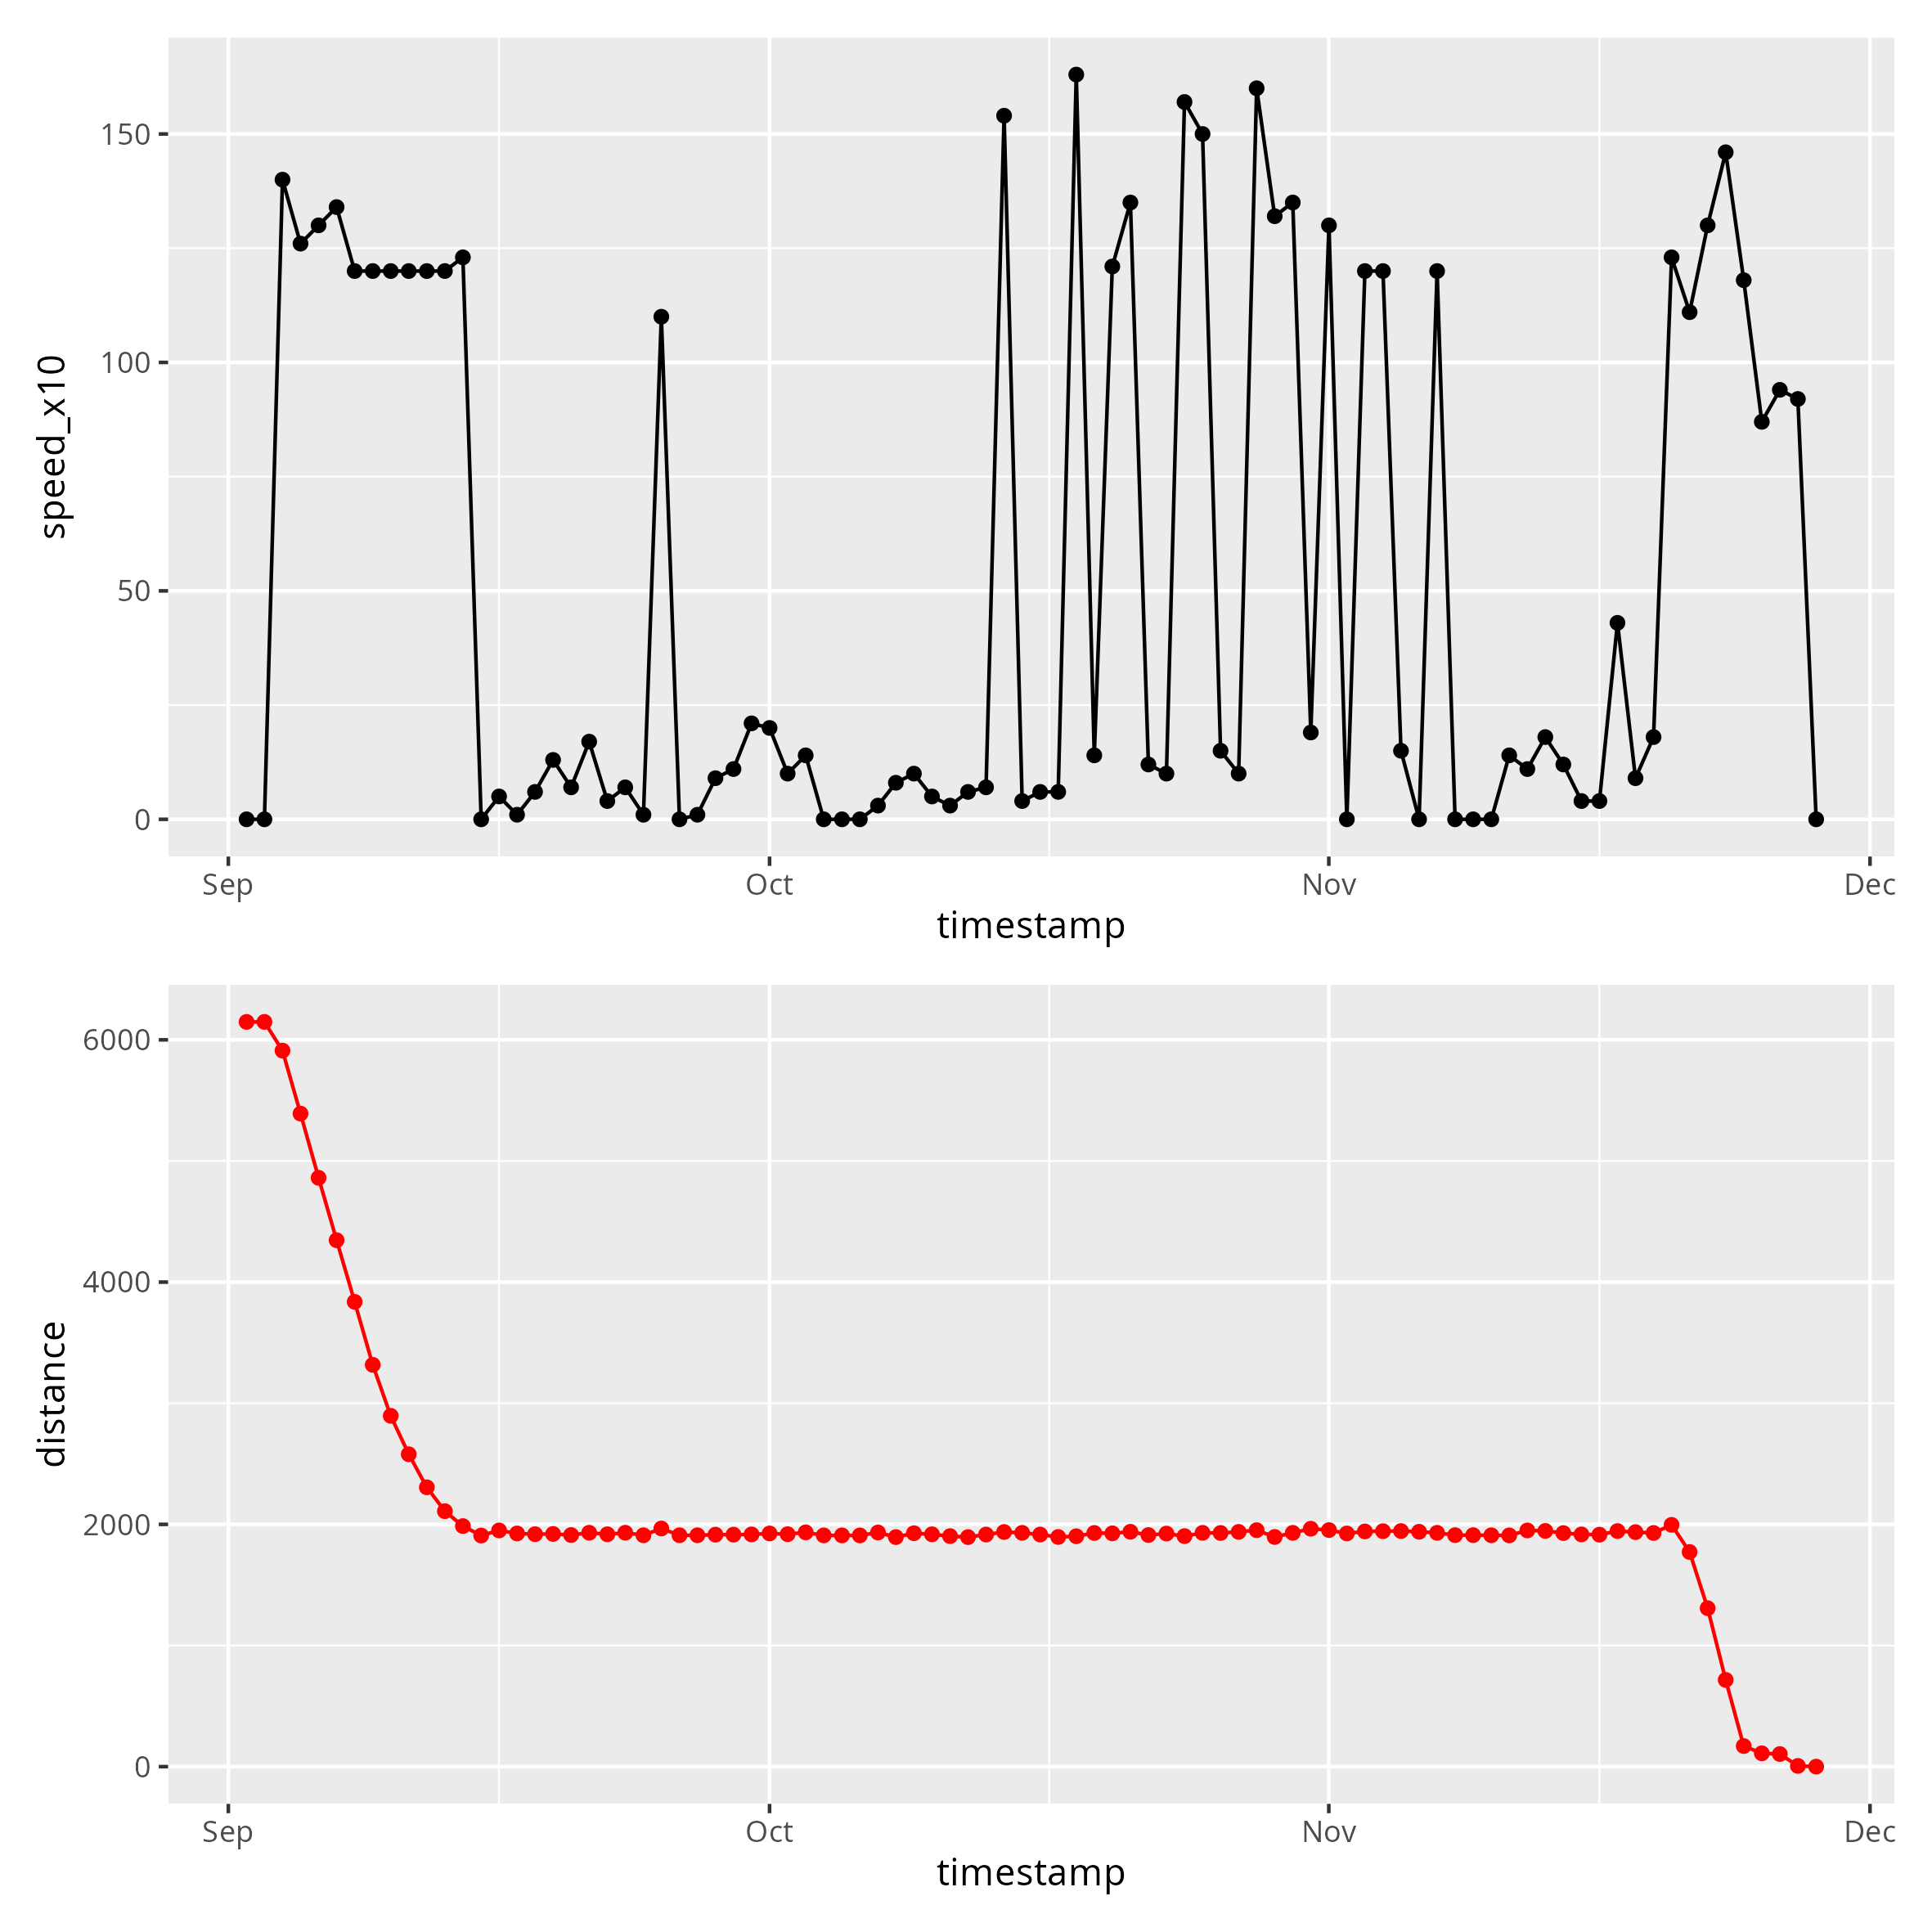 speed_x10
150
100
50
0
Sep Oct Nov Dec
timestamp
distance
6000
4000
2000
0
Sep Oct Nov Dec
timestamp